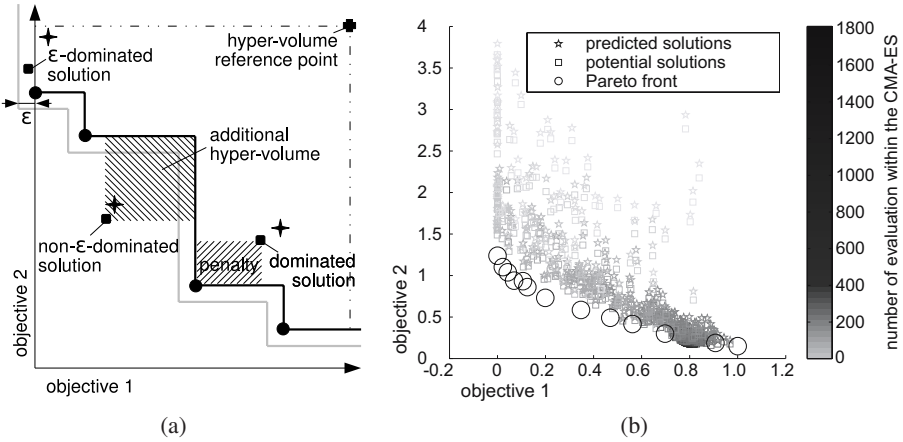 hyper-volume
reference point
ε-dominated
solution
ε
additional
hyper-volume
non-ε-dominated
solution
penalty
dominated
solution
objective 2
objective 1
(a)
4
3.5
3
2.5
2
1.5
1
0.5
0
-0.2
0
0.2
0.4
0.6
0.8
1.0
1.2
objective 2
objective 1
predicted solutions
potential solutions
Pareto front
1800
1600
1400
1200
1000
800
600
400
200
0
number of evaluation within the CMA-ES
(b)